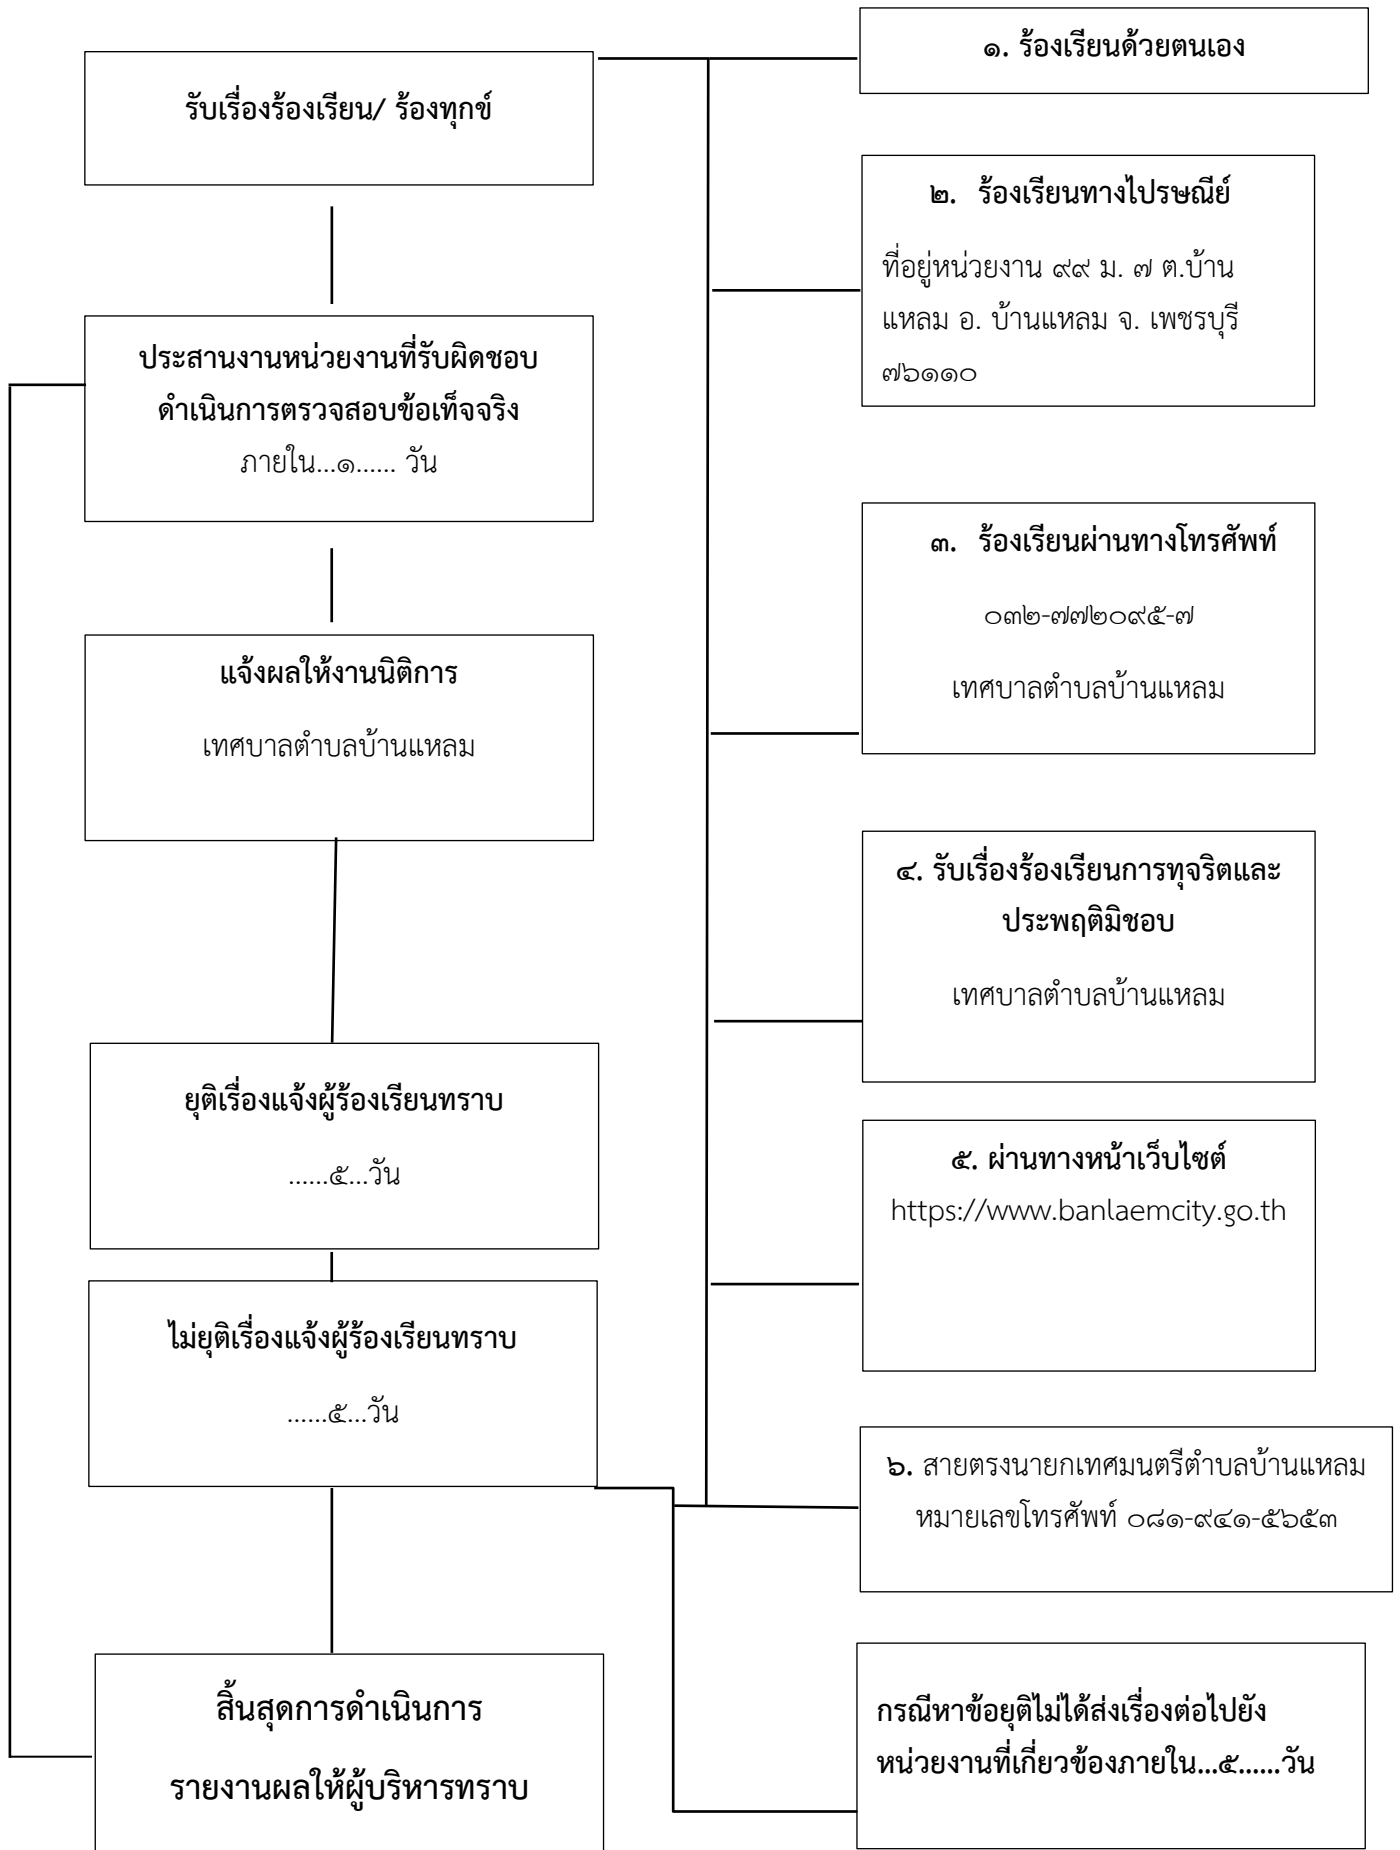 รับเรื่องร้องเรียน/ ร้องทุกข์
ประสานงานหน่วยงานที่รับผิดชอบ
ดำเนินการตรวจสอบข้อเท็จจริง
ภายใน...๑...... วัน
แจ้งผลให้งานนิติการ
เทศบาลตำบลบ้านแหลม
ยุติเรื่องแจ้งผู้ร้องเรียนทราบ
......๕...วัน
ไม่ยุติเรื่องแจ้งผู้ร้องเรียนทราบ
......๕...วัน
สิ้นสุดการดำเนินการ
รายงานผลให้ผู้บริหารทราบ
๑. ร้องเรียนด้วยตนเอง
๒. ร้องเรียนทางไปรษณีย์
ที่อยู่หน่วยงาน ๙๙ ม. ๗ ต.บ้าน
แหลม อ. บ้านแหลม จ. เพชรบุรี
๗๖๑๑๐
๓. ร้องเรียนผ่านทางโทรศัพท์
๐๓๒-๗๗๒๐๙๕-๗
เทศบาลตำบลบ้านแหลม
๔. รับเรื่องร้องเรียนการทุจริตและ
ประพฤติมิชอบ
เทศบาลตำบลบ้านแหลม
๕. ผ่านทางหน้าเว็บไซต์
https://www.banlaemcity.go.th
๖. สายตรงนายกเทศมนตรีตำบลบ้านแหลม
หมายเลขโทรศัพท์ ๐๘๑-๙๔๑-๕๖๕๓
กรณีหาข้อยุติไม่ได้ส่งเรื่องต่อไปยัง
หน่วยงานที่เกี่ยวข้องภายใน...๕......วัน